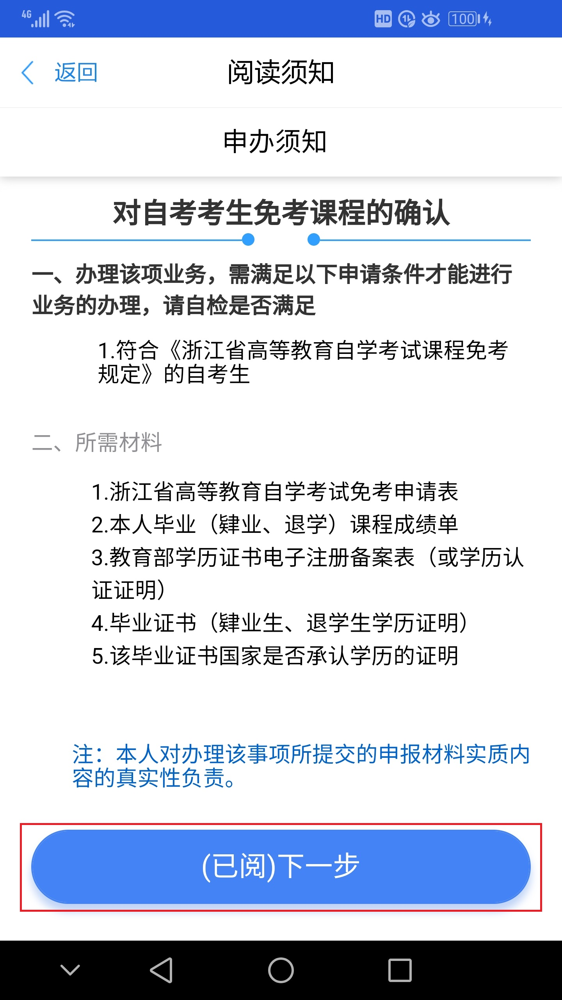 4G HD 100
返回 阅读须知
申办须知
对自考考生免考课程的确认
一、办理该项业务，需满足以下申请条件才能进行
业务的办理，请自检是否满足
1.符合《浙江省高等教育自学考试课程免考
规定》的自考生
二、所需材料
1.浙江省高等教育自学考试免考申请表
2.本人毕业（肄业、退学）课程成绩单
3.教育部学历证书电子注册备案表（或学历认
证证明）
4.毕业证书（肄业生、退学生学历证明）
5.该毕业证书国家是否承认学历的证明
注：本人对办理该事项所提交的申报材料实质内
容的真实性负责。
(已阅)下一步